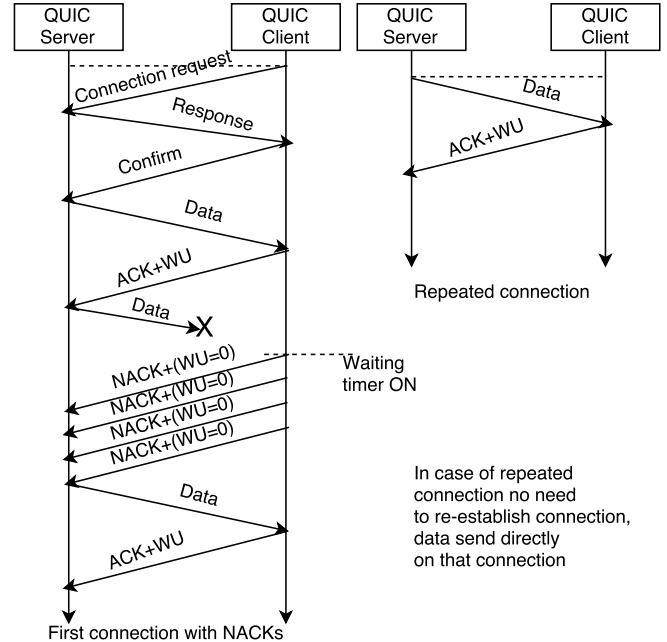 QUIC
Server
QUIC
Client
QUIC
Server
QUIC
Client
Connection request
Response
Confirm
Data
ACK+WU
Data
X
NACK+(WU=0)
NACK+(WU=0)
NACK+(WU=0)
NACK+(WU=0)
Waiting
timer ON
Data
ACK+WU
First connection with NACKs
Data
ACK+WU
Repeated connection
In case of repeated
connection no need
to re-establish connection,
data send directly
on that connection